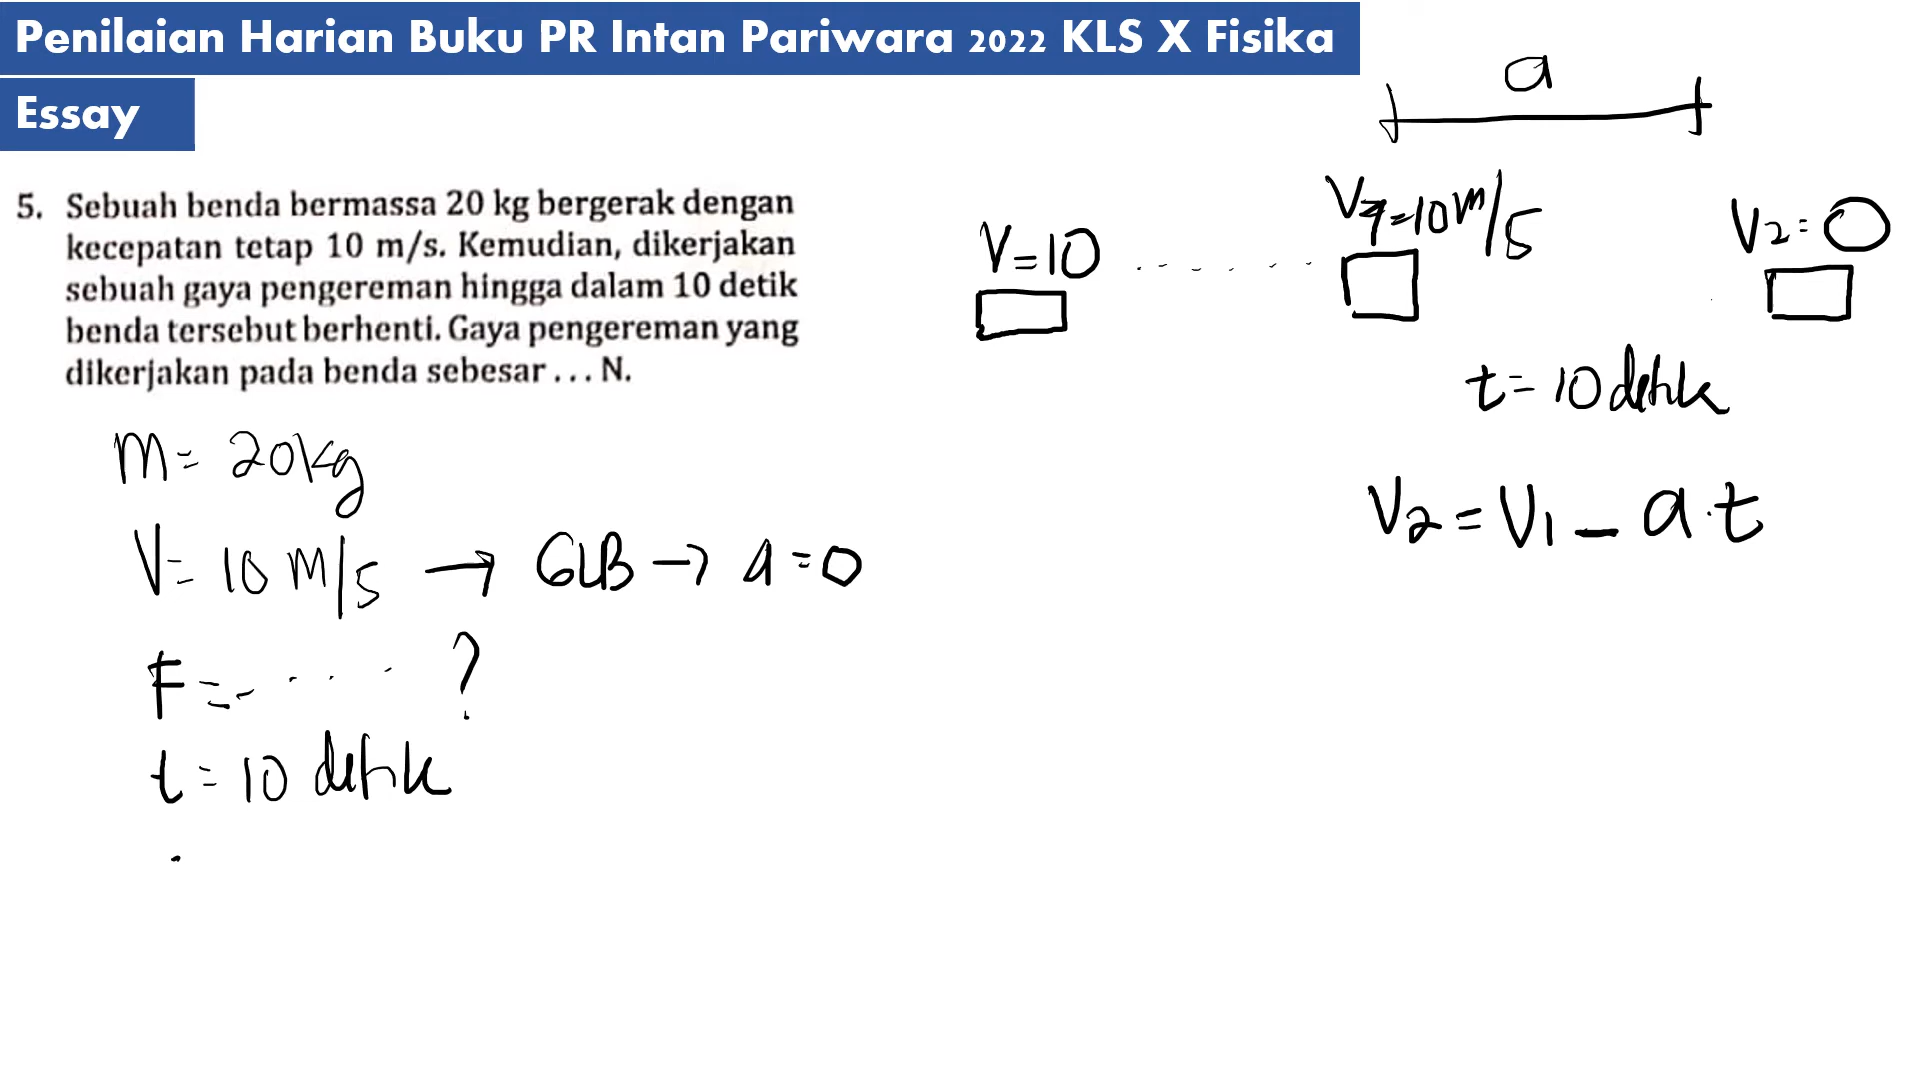 Penilaian Harian Buku PR Intan Pariwara 2022 KLS X Fisika
Essay
5. Sebuah benda bermassa 20 kg bergerak dengan
kecepatan tetap 10 m/s. Kemudian, dikerjakan
sebuah gaya pengereman hingga dalam 10 detik
benda tersebut berhenti. Gaya pengereman yang
dikerjakan pada benda sebesar . . . N.
m = 20 kg
V = 10 m/s → GLB → a = 0
F = - . . . . ?
t = 10 detik
a
V = 10 . . . . . . . V1 = 10 m/s V2 = 0
t = 10 detik
V2 = V1 - a . t